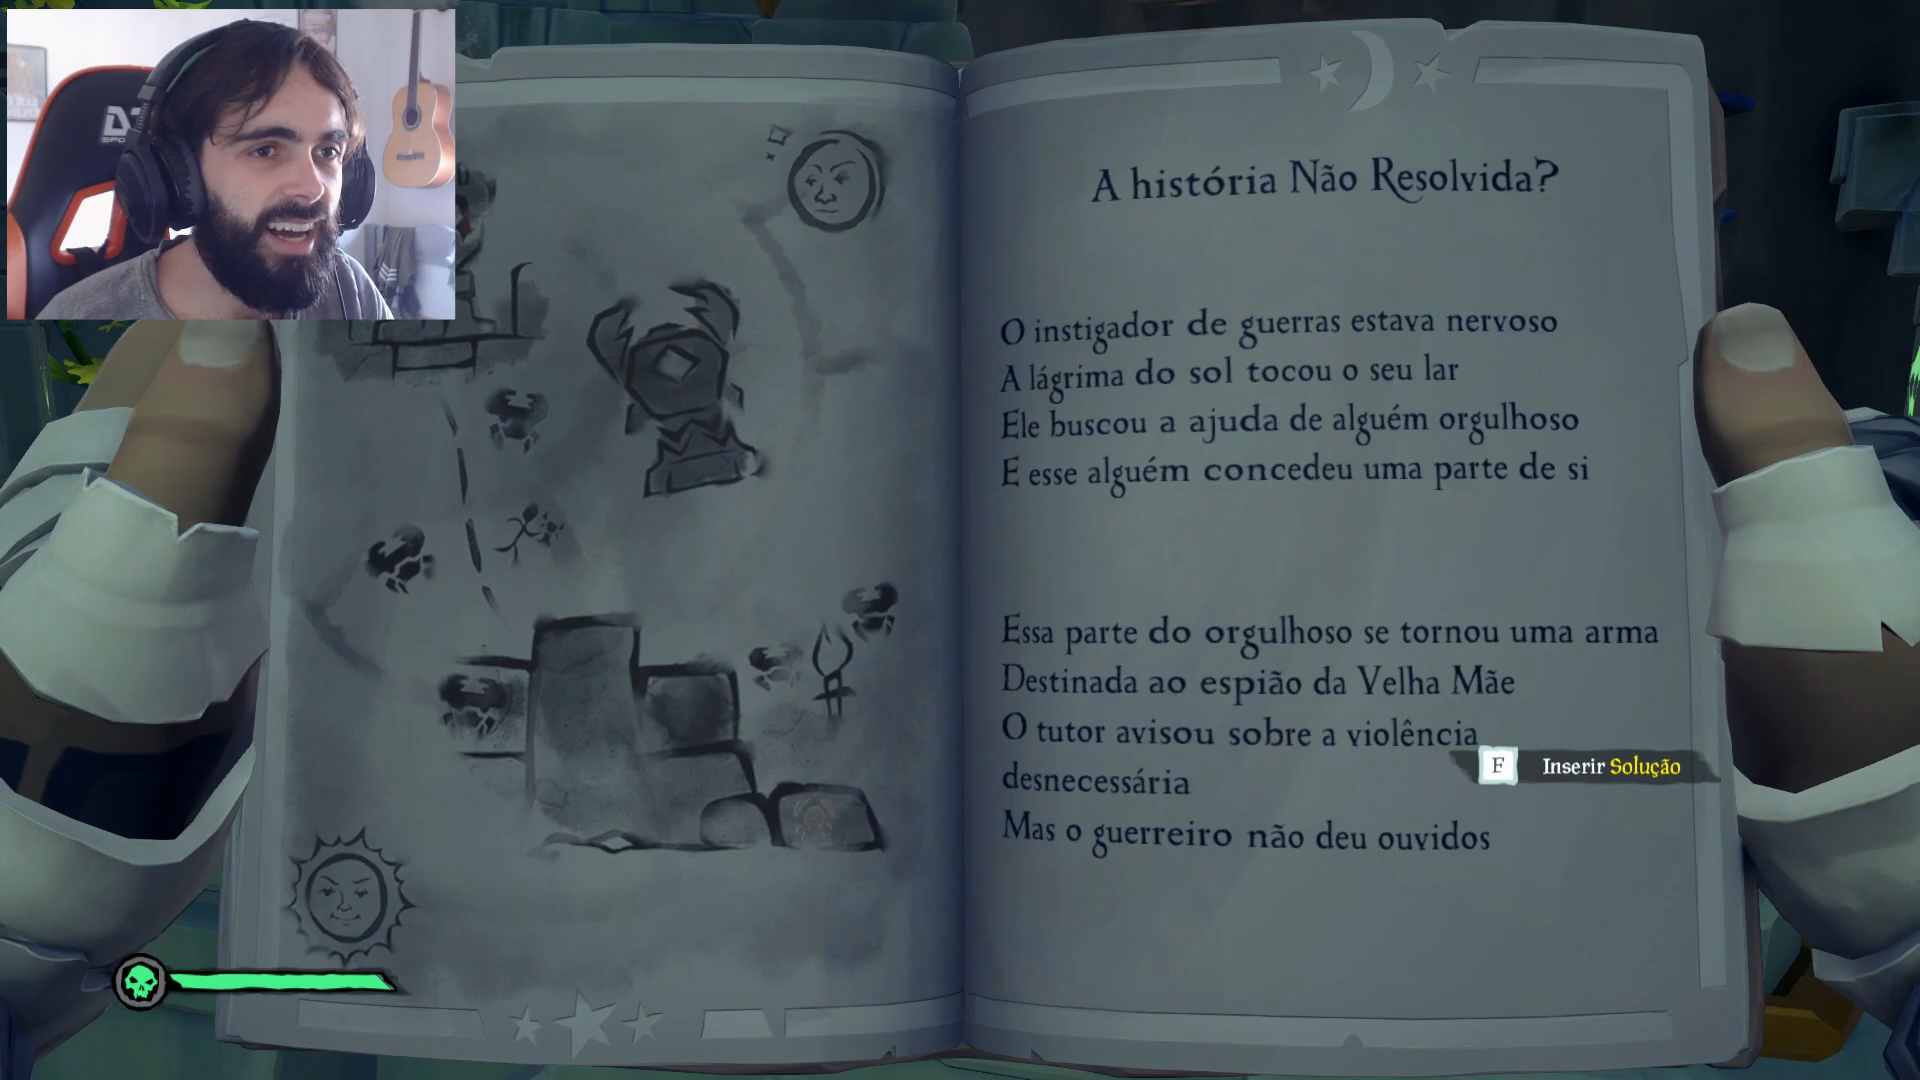 A história Não Resolvida?
O instigador de guerras estava nervoso
A lágrima do sol tocou o seu lar
Ele buscou a ajuda de alguém orgulhoso
E esse alguém concedeu uma parte de si
Essa parte do orgulhoso se tornou uma arma
Destinada ao espião da Velha Mãe
O tutor avisou sobre a violência
desnecessária
Mas o guerreiro não deu ouvidos
F Inserir Solução